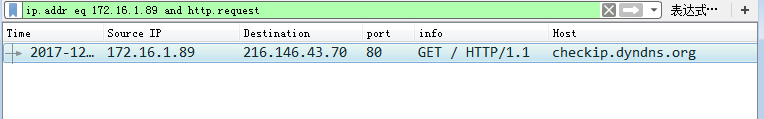 ip.addr eq 172.16.1.89 and http.request 表达式… +
Time Source IP Destination port info Host
2017-12… 172.16.1.89 216.146.43.70 80 GET / HTTP/1.1 checkip.dyndns.org